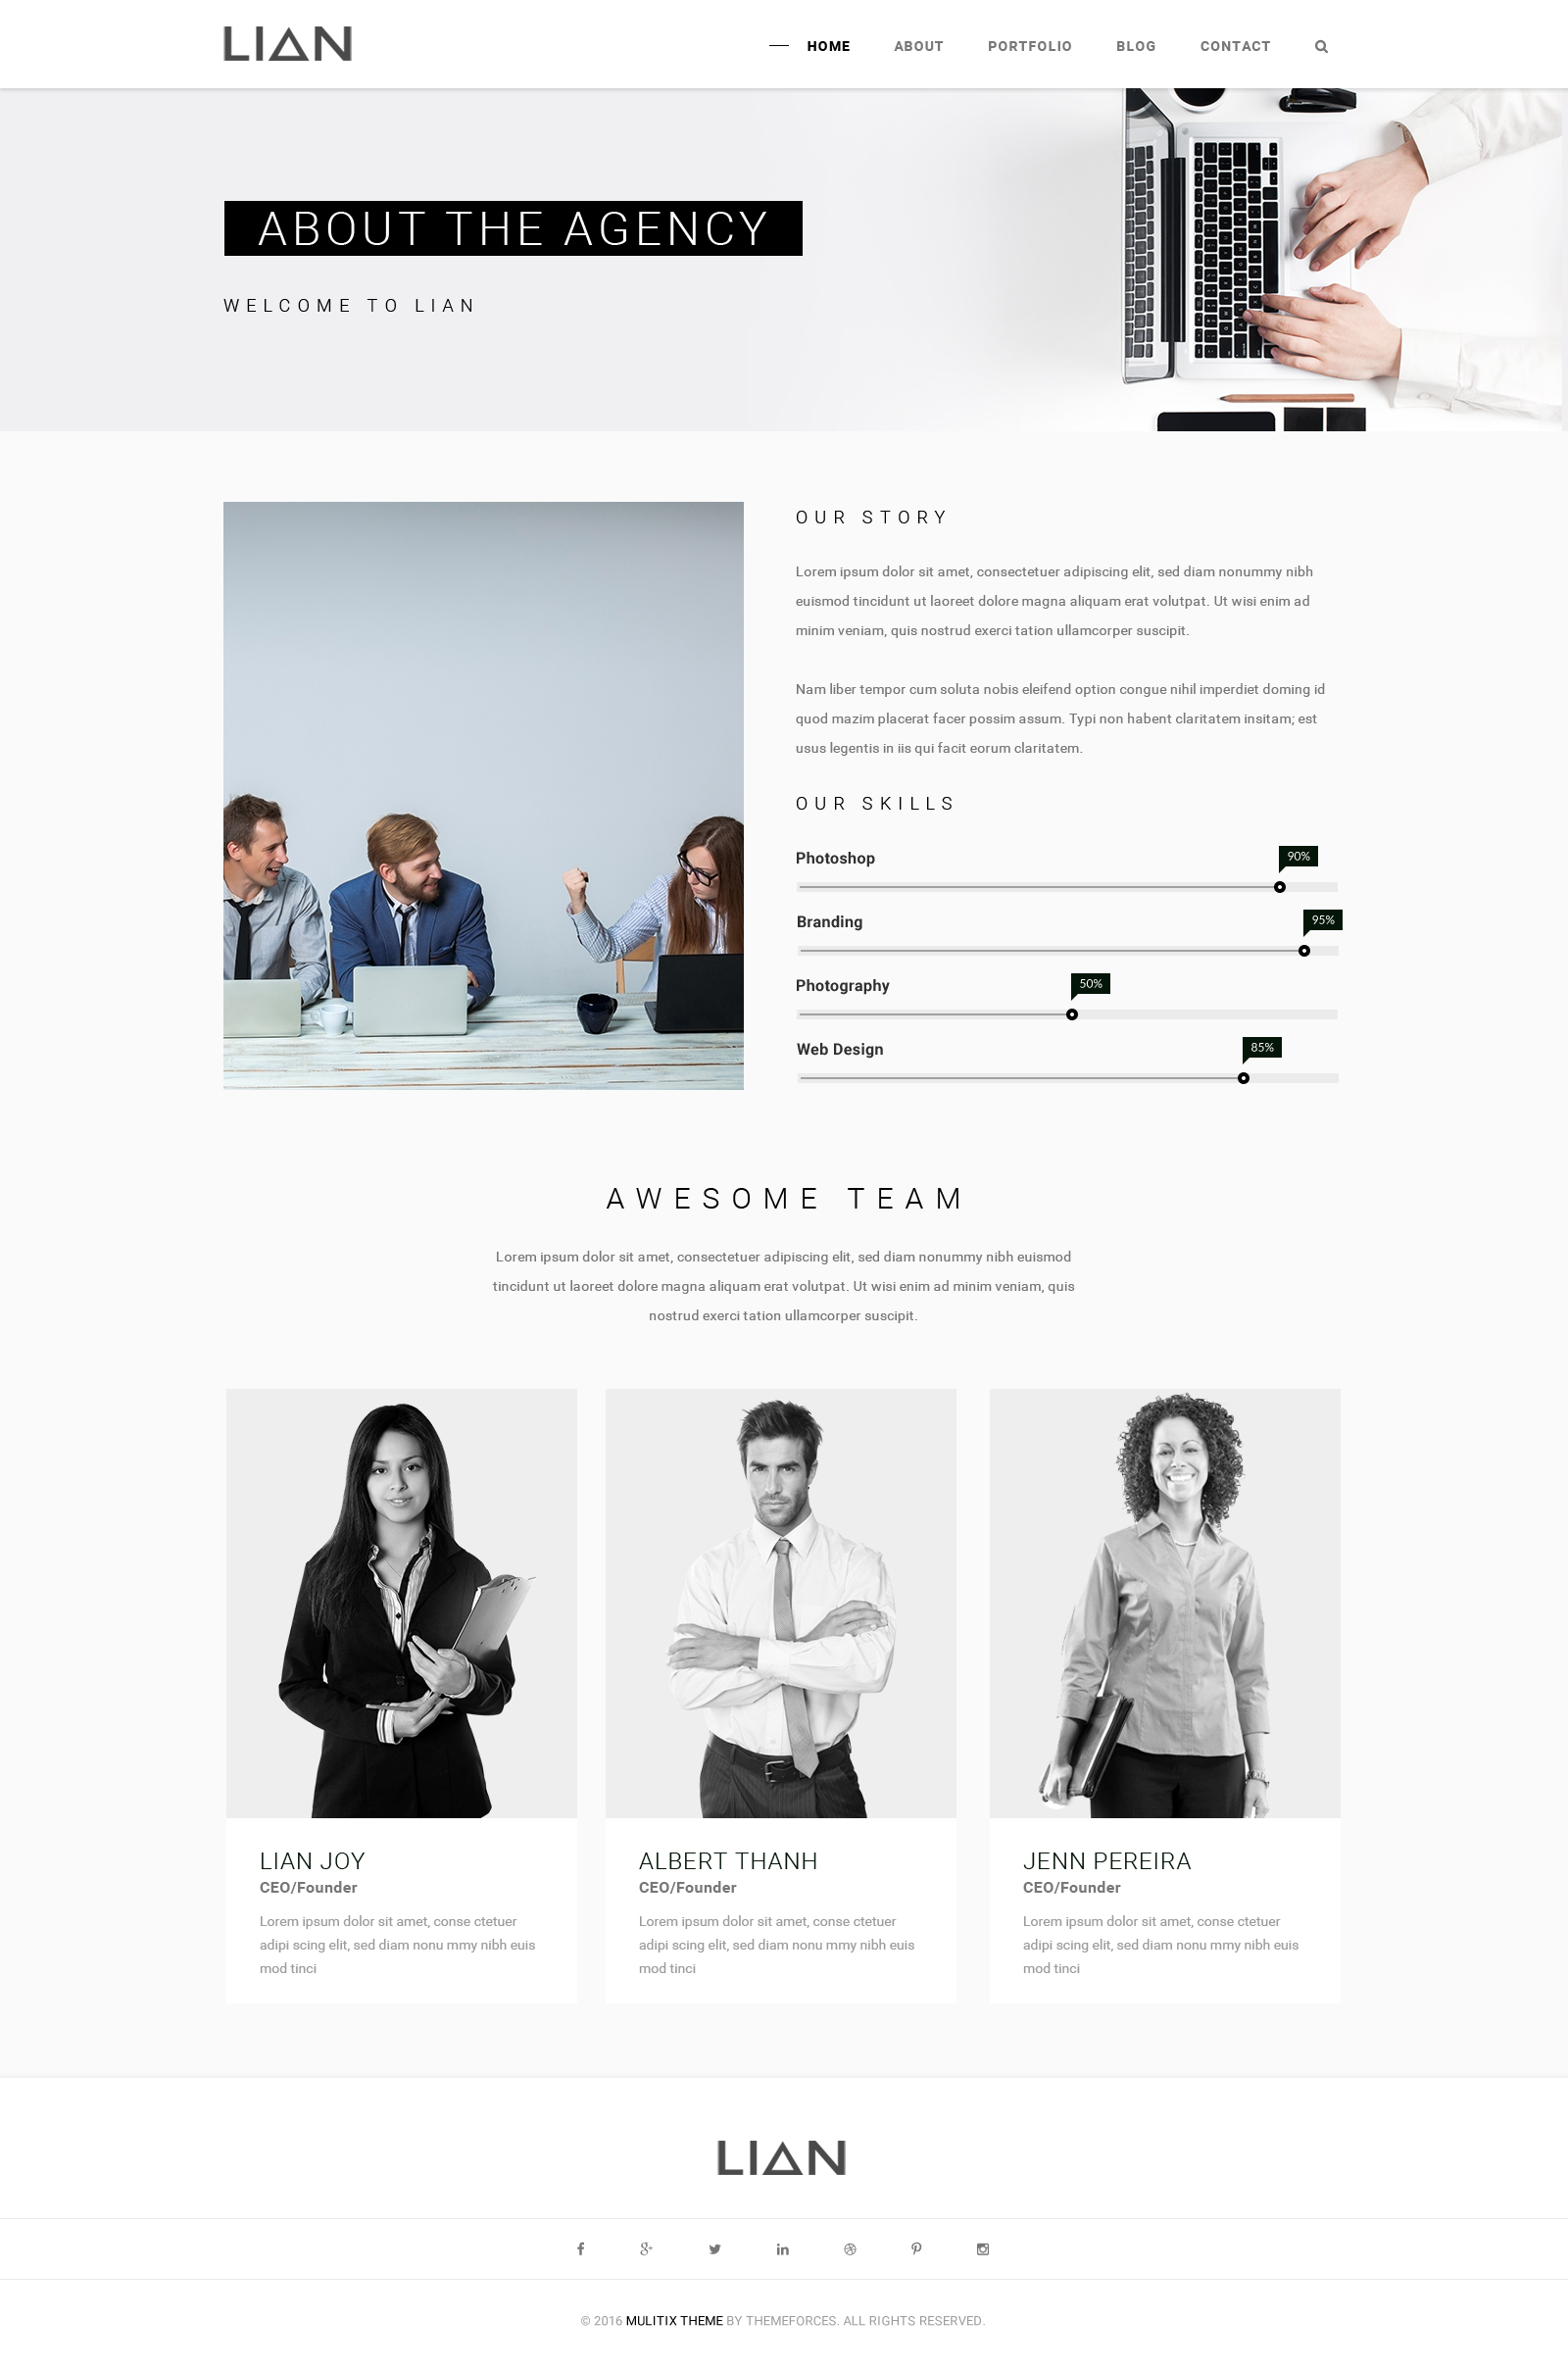 LIAN
HOME ABOUT PORTFOLIO BLOG CONTACT
ABOUT THE AGENCY
WELCOME TO LIAN
OUR STORY
Lorem ipsum dolor sit amet, consectetuer adipiscing elit, sed diam nonummy nibh
euismod tincidunt ut laoreet dolore magna aliquam erat volutpat. Ut wisi enim ad
minim veniam, quis nostrud exerci tation ullamcorper suscipit.
Nam liber tempor cum soluta nobis eleifend option congue nihil imperdiet doming id
quod mazim placerat facer possim assum. Typi non habent claritatem insitam; est
usus legentis in iis qui facit eorum claritatem.
OUR SKILLS
Photoshop 90%
Branding 95%
Photography 50%
Web Design 85%
AWESOME TEAM
Lorem ipsum dolor sit amet, consectetuer adipiscing elit, sed diam nonummy nibh euismod
tincidunt ut laoreet dolore magna aliquam erat volutpat. Ut wisi enim ad minim veniam, quis
nostrud exerci tation ullamcorper suscipit.
LIAN JOY
CEO/Founder
Lorem ipsum dolor sit amet, conse ctetuer
adipi scing elit, sed diam nonu mmy nibh euis
mod tinci
ALBERT THANH
CEO/Founder
Lorem ipsum dolor sit amet, conse ctetuer
adipi scing elit, sed diam nonu mmy nibh euis
mod tinci
JENN PEREIRA
CEO/Founder
Lorem ipsum dolor sit amet, conse ctetuer
adipi scing elit, sed diam nonu mmy nibh euis
mod tinci
LIAN
© 2016 MULITIX THEME BY THEMEFORCES. ALL RIGHTS RESERVED.